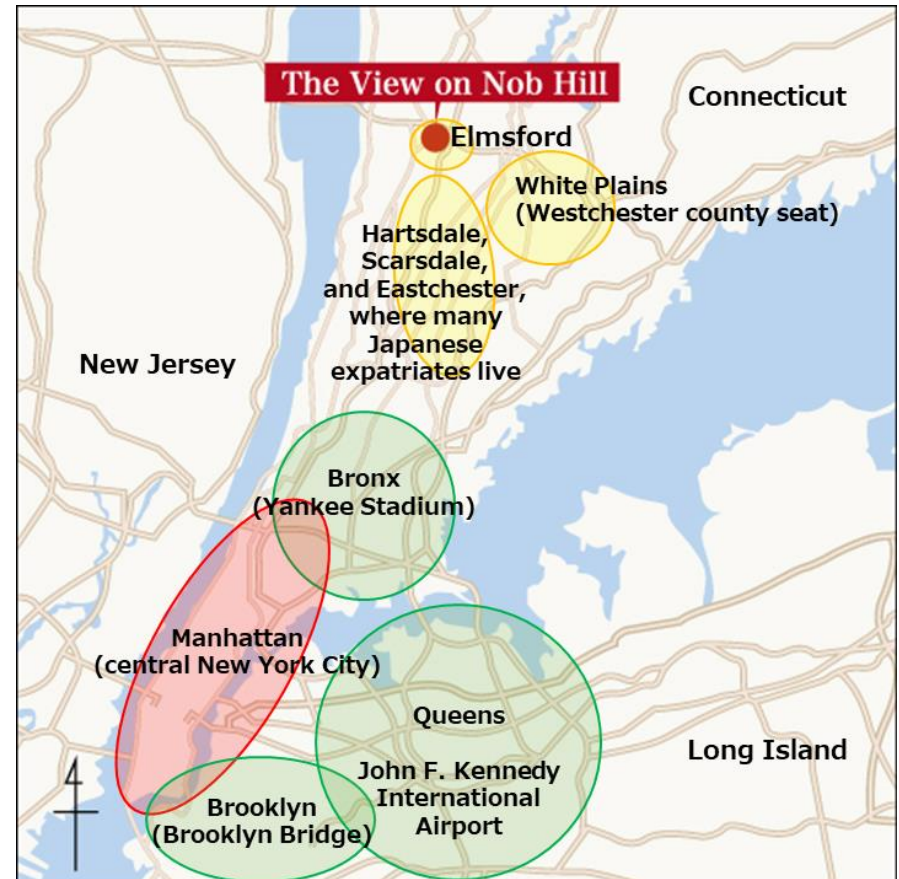 The View on Nob Hill
Connecticut
Elmsford
White Plains
(Westchester county seat)
Hartsdale,
Scarsdale,
and Eastchester,
where many
Japanese
expatriates live
New Jersey
Bronx
(Yankee Stadium)
Manhattan
(central New York City)
Queens
John F. Kennedy
International
Airport
Long Island
Brooklyn
(Brooklyn Bridge)